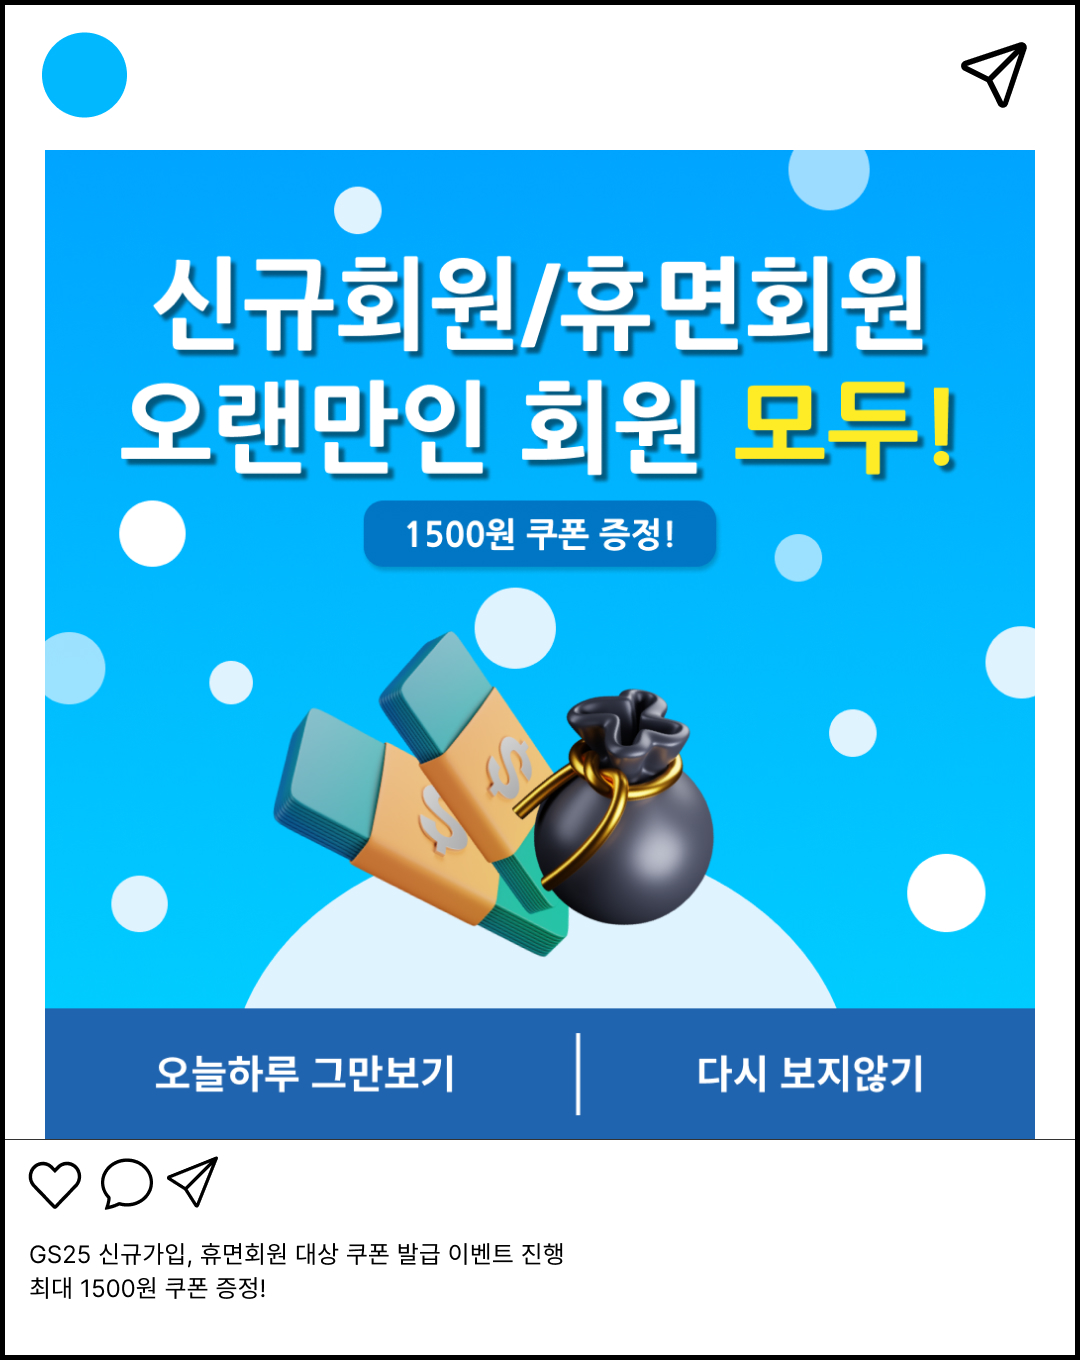 신규회원/휴면회원
오랜만인 회원 모두!
1500원 쿠폰 증정!
오늘하루 그만보기
다시 보지않기
GS25 신규가입, 휴면회원 대상 쿠폰 발급 이벤트 진행
최대 1500원 쿠폰 증정!